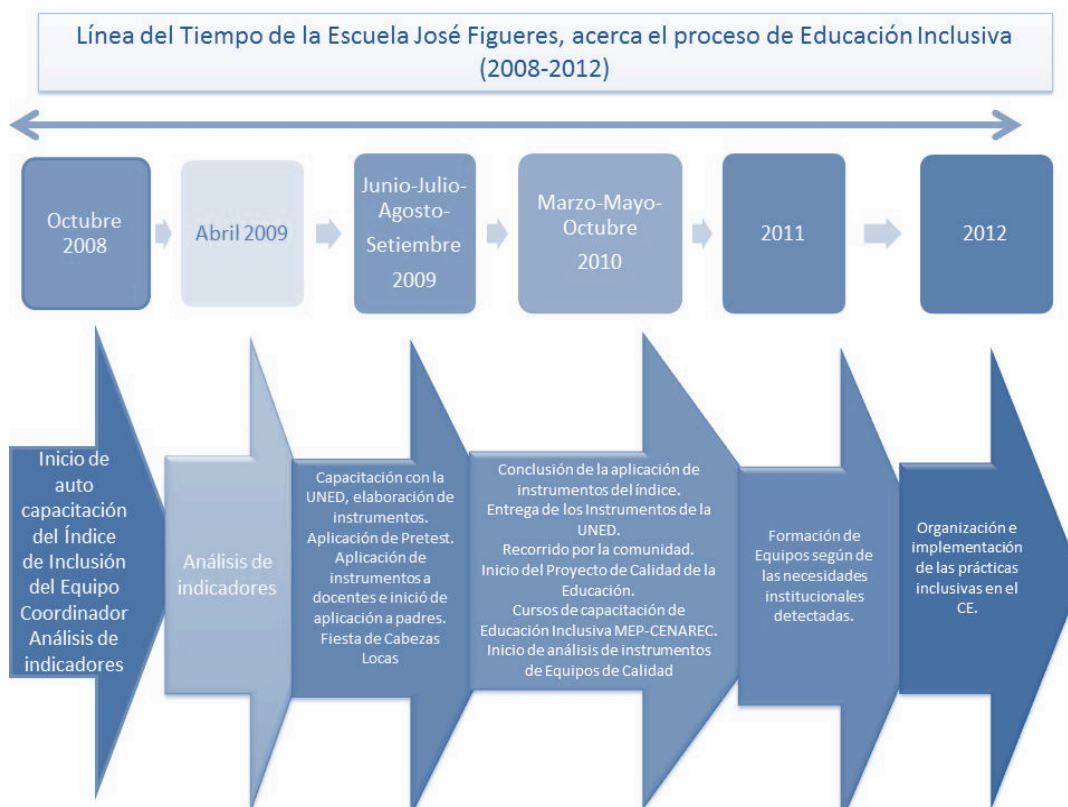 Línea del Tiempo de la Escuela José Figueres, acerca el proceso de Educación Inclusiva
(2008-2012)
Octubre
2008
Abril 2009
Junio-Julio-
Agosto-
Setiembre
2009
Marzo-Mayo-
Octubre
2010
2011
2012
Inicio de
auto
capacitación
del Índice
de Inclusión
del Equipo
Coordinador
Análisis de
indicadores
Análisis de
indicadores
Capacitación con la
UNED, elaboración de
instrumentos.
Aplicación de Pretest.
Aplicación de
instrumentos a
docentes e inició de
aplicación a padres.
Fiesta de Cabezas
Locas
Conclusión de la aplicación de
instrumentos del índice.
Entrega de los Instrumentos de la
UNED.
Recorrido por la comunidad.
Inicio del Proyecto de Calidad de la
Educación.
Cursos de capacitación de
Educación Inclusiva MEP-CENAREC.
Inicio de análisis de instrumentos
de Equipos de Calidad
Formación de
Equipos según de
las necesidades
institucionales
detectadas.
Organización e
implementación
de las prácticas
inclusivas en el
CE.